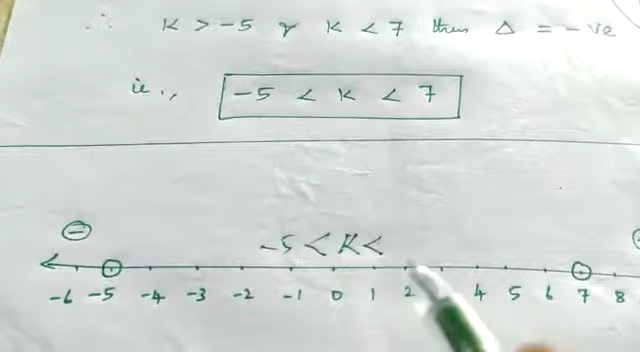 ∴ K > -5 & K < 7 then Δ = -ve
ie., -5 < K < 7
-5 < K <
-6 -5 -4 -3 -2 -1 0 1 2 4 5 6 7 8